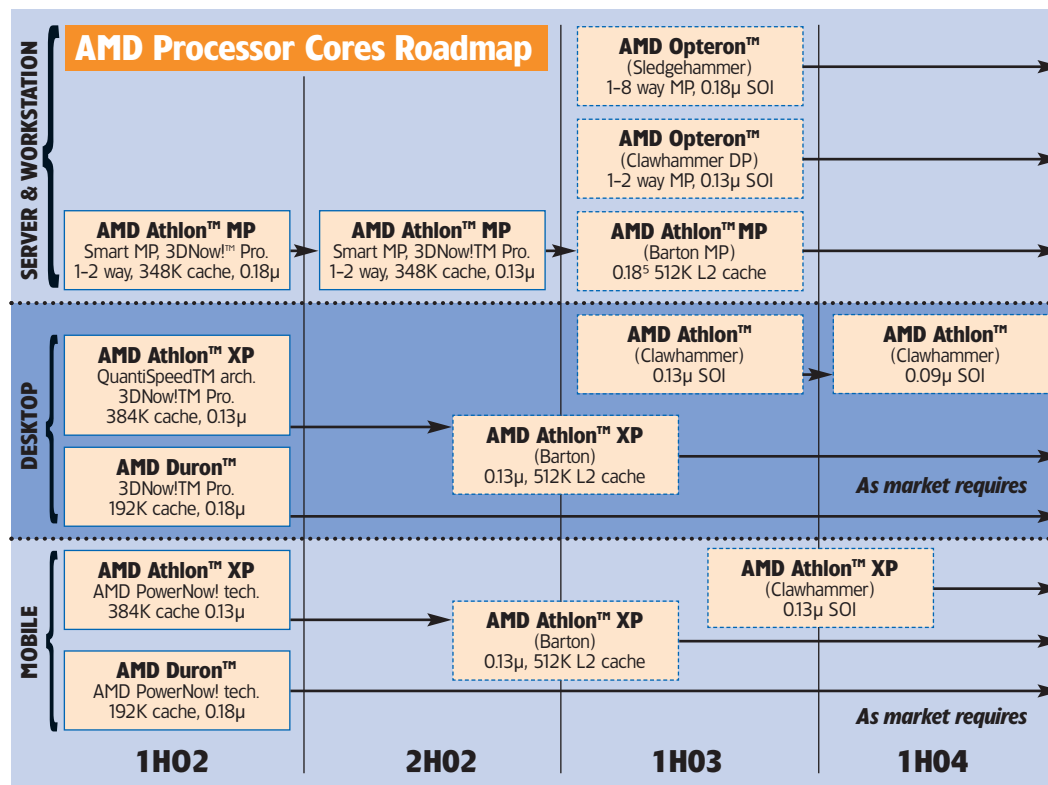 AMD Processor Cores Roadmap
SERVER & WORKSTATION
AMD Opteron™
(Sledgehammer)
1-8 way MP, 0.18µ SOI
AMD Opteron™
(Clawhammer DP)
1-2 way MP, 0.13µ SOI
AMD Athlon™ MP
Smart MP, 3DNow!™ Pro.
1-2 way, 348K cache, 0.18µ
AMD Athlon™ MP
Smart MP, 3DNow!TM Pro.
1-2 way, 348K cache, 0.13µ
AMD Athlon™ MP
(Barton MP)
0.18⁵ 512K L2 cache
DESKTOP
AMD Athlon™ XP
QuantiSpeedTM arch.
3DNow!TM Pro.
384K cache, 0.13µ
AMD Duron™
3DNow!TM Pro.
192K cache, 0.18µ
AMD Athlon™ XP
(Barton)
0.13µ, 512K L2 cache
AMD Athlon™
(Clawhammer)
0.13µ SOI
AMD Athlon™
(Clawhammer)
0.09µ SOI
As market requires
MOBILE
AMD Athlon™ XP
AMD PowerNow! tech.
384K cache 0.13µ
AMD Duron™
AMD PowerNow! tech.
192K cache, 0.18µ
AMD Athlon™ XP
(Barton)
0.13µ, 512K L2 cache
AMD Athlon™ XP
(Clawhammer)
0.13µ SOI
As market requires
1H02
2H02
1H03
1H04